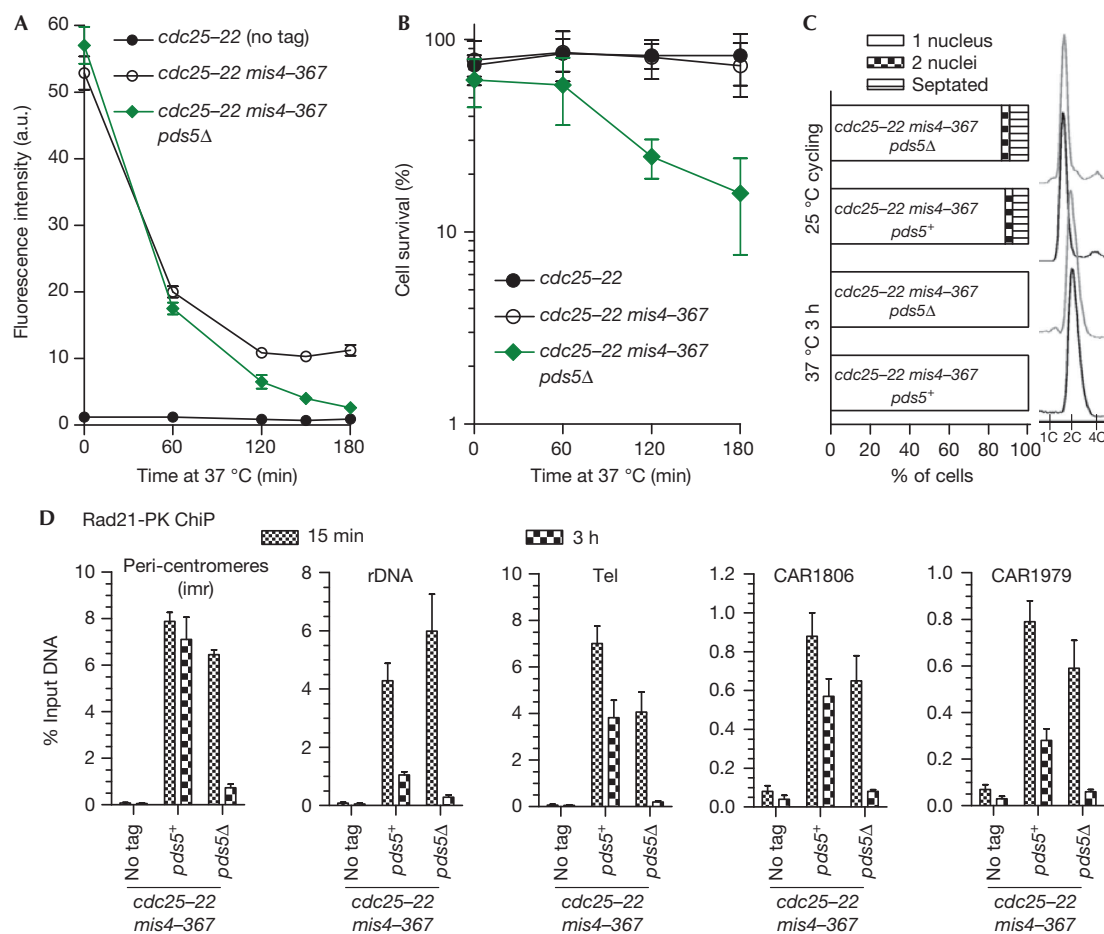 A
60
50
40
30
20
10
0
Fluorescence intensity (a.u.)
cdc25–22 (no tag)
cdc25–22 mis4–367
cdc25–22 mis4–367
pds5Δ
0
60
120
180
Time at 37 °C (min)
B
100
10
1
Cell survival (%)
cdc25–22
cdc25–22 mis4–367
cdc25–22 mis4–367
pds5Δ
0
60
120
180
Time at 37 °C (min)
C
1 nucleus
2 nuclei
Septated
25 °C cycling
37 °C 3 h
cdc25–22 mis4–367
pds5Δ
cdc25–22 mis4–367
pds5+
cdc25–22 mis4–367
pds5Δ
cdc25–22 mis4–367
pds5+
0 20 40 60 80 100
% of cells
1C 2C 4C
D Rad21-PK ChiP
15 min
3 h
% Input DNA
Peri-centromeres
(imr)
10
8
6
4
2
0
No tag
pds5+
pds5Δ
cdc25–22
mis4–367
rDNA
8
6
4
2
0
No tag
pds5+
pds5Δ
cdc25–22
mis4–367
Tel
10
8
6
4
2
0
No tag
pds5+
pds5Δ
cdc25–22
mis4–367
CAR1806
1.2
1.0
0.8
0.6
0.4
0.2
0.0
No tag
pds5+
pds5Δ
cdc25–22
mis4–367
CAR1979
1.0
0.8
0.6
0.4
0.2
0.0
No tag
pds5+
pds5Δ
cdc25–22
mis4–367